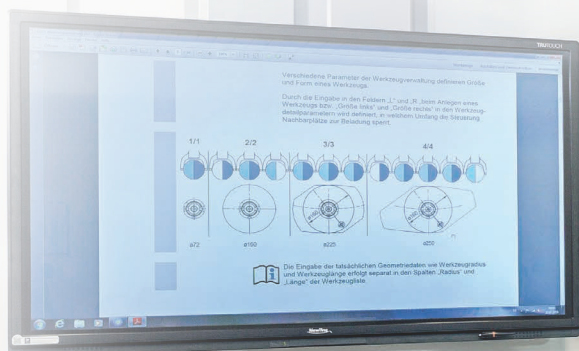 TAUTOUCH
Verschiedene Parameter der Werkzeugverwaltung definieren Größe
und Form eines Werkzeugs.
Durch die Eingabe in den Feldern „L“ und „R“ beim Anlegen eines
Werkzeugs bzw. „Größe links“ und „Größe rechts“ in den Werkzeug-
detailparametern wird definiert, in welchem Umfang die Steuerung
Nachbarplätze zur Beladung sperrt.
1/1 2/2 3/3 4/4
ø72 ø160 ø225 ø250
Die Eingabe der tatsächlichen Geometriedaten wie Werkzeugradius
und Werkzeuglänge erfolgt separat in den Spalten „Radius“ und
„Länge“ der Werkzeugliste.